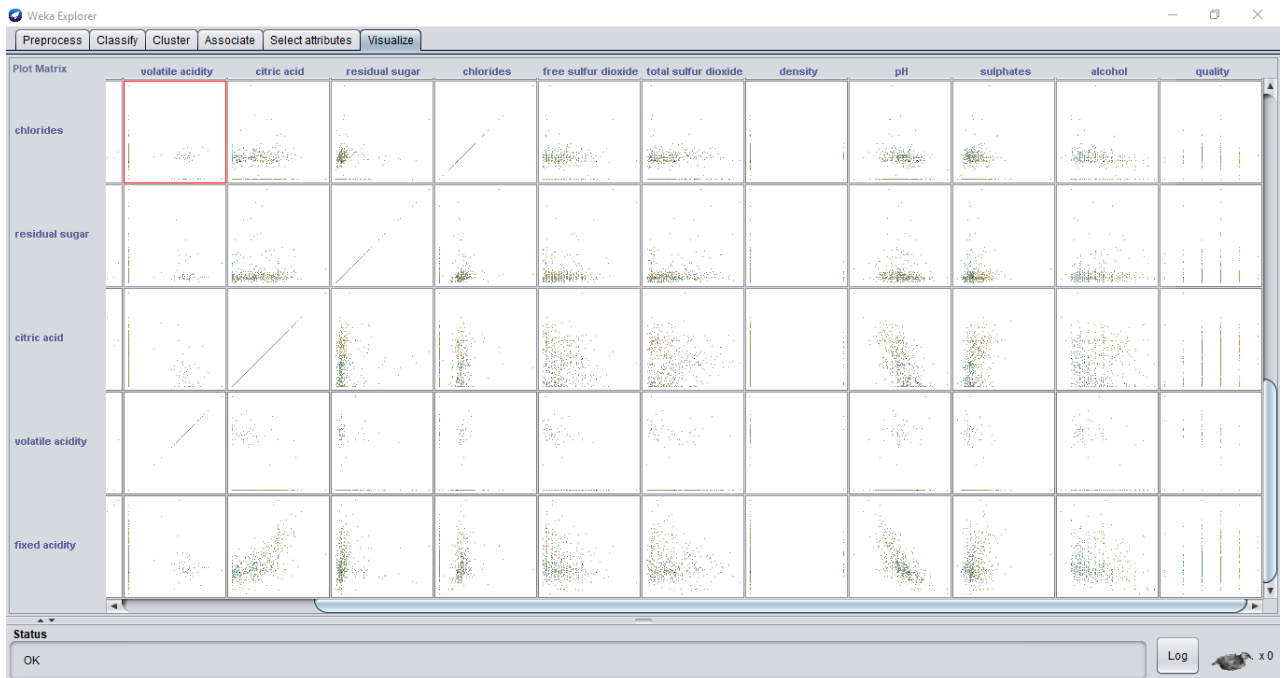 Weka Explorer
Preprocess Classify Cluster Associate Select attributes Visualize
Plot Matrix volatile acidity citric acid residual sugar chlorides free sulfur dioxide total sulfur dioxide density pH sulphates alcohol quality
chlorides
residual sugar
citric acid
volatile acidity
fixed acidity
Status
OK Log x 0